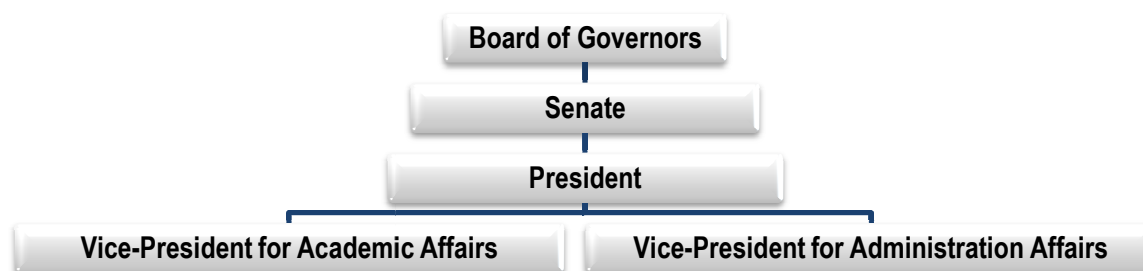 Board of Governors
Senate
President
Vice-President for Academic Affairs
Vice-President for Administration Affairs